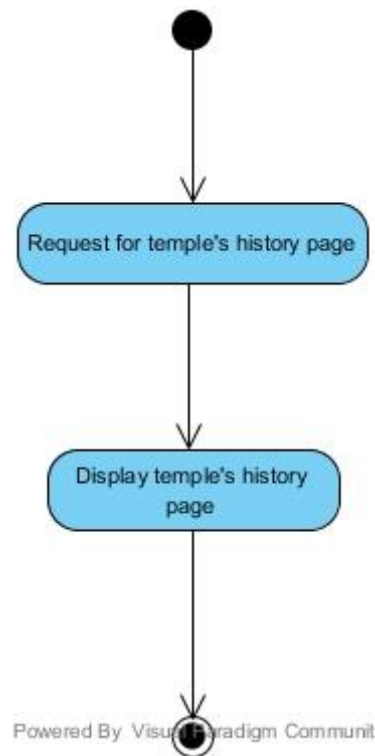 Request for temple's history page
Display temple's history
page
Powered By Visual Paradigm Communit